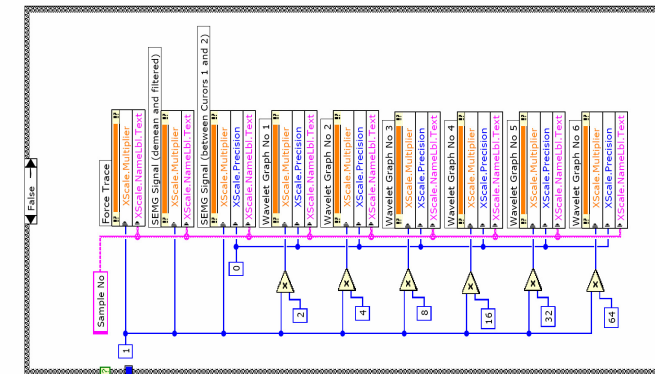 False
Sample No
1
0
2
4
8
16
32
64
?
Force Trace
XScale.Multiplier
XScale.NameLbl.Text
SEMG Signal (demean and filtered)
XScale.Multiplier
XScale.NameLbl.Text
SEMG Signal (between Curors 1 and 2)
XScale.Multiplier
XScale.Precision
XScale.NameLbl.Text
Wavelet Graph No 1
XScale.Multiplier
XScale.Precision
XScale.NameLbl.Text
Wavelet Graph No 2
XScale.Multiplier
XScale.Precision
XScale.NameLbl.Text
Wavelet Graph No 3
XScale.Multiplier
XScale.Precision
XScale.NameLbl.Text
Wavelet Graph No 4
XScale.Multiplier
XScale.Precision
XScale.NameLbl.Text
Wavelet Graph No 5
XScale.Multiplier
XScale.Precision
XScale.NameLbl.Text
Wavelet Graph No 6
XScale.Multiplier
XScale.Precision
XScale.NameLbl.Text